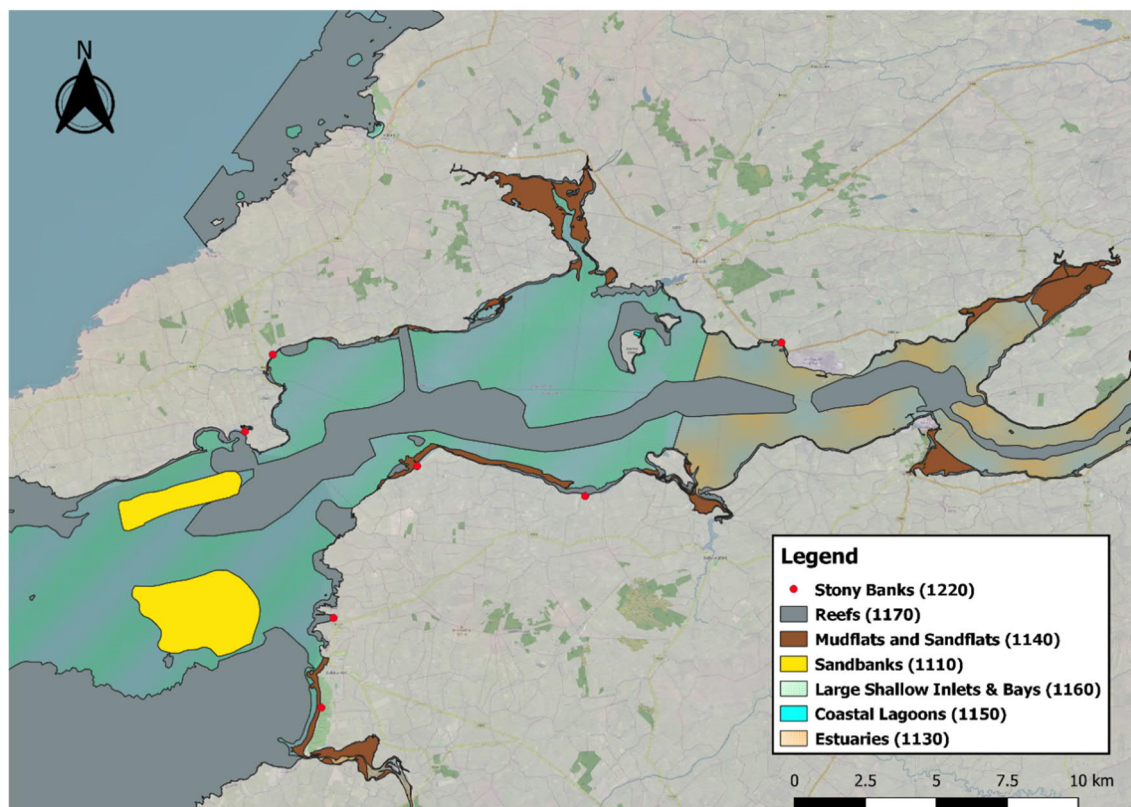 N
Legend
Stony Banks (1220)
Reefs (1170)
Mudflats and Sandflats (1140)
Sandbanks (1110)
Large Shallow Inlets & Bays (1160)
Coastal Lagoons (1150)
Estuaries (1130)
0 2.5 5 7.5 10 km